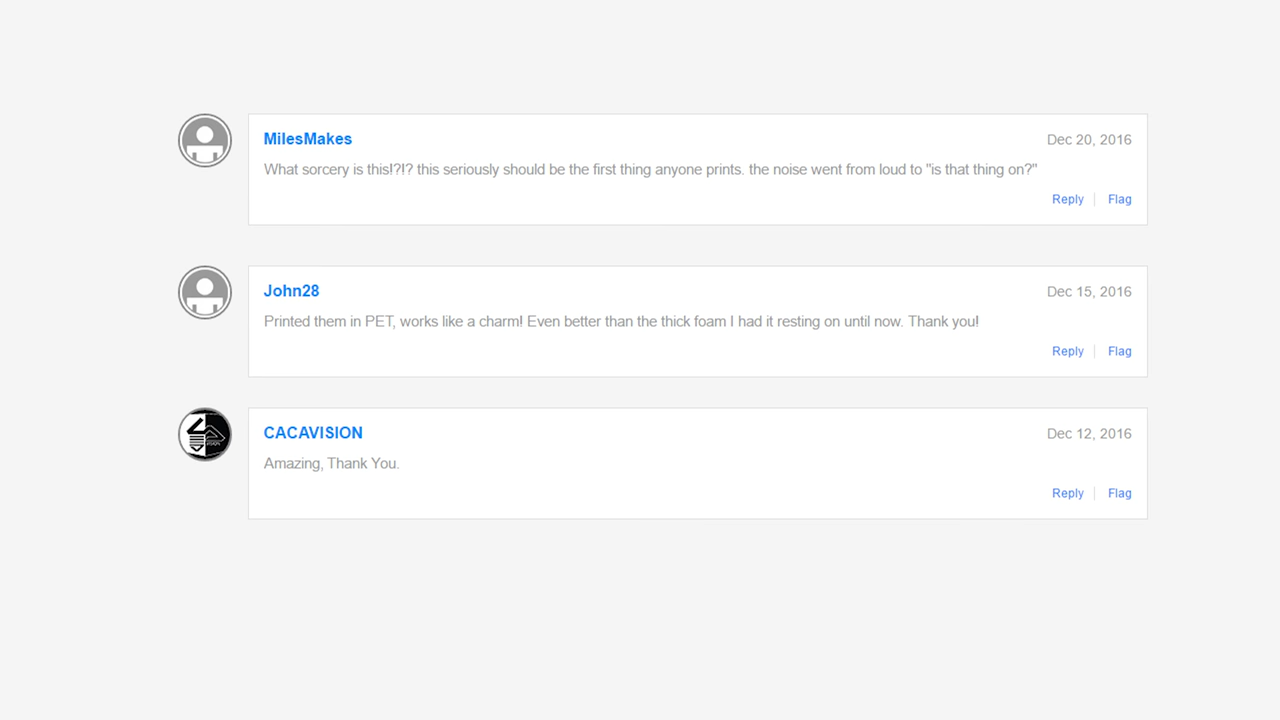 MilesMakes
Dec 20, 2016
What sorcery is this!?!? this seriously should be the first thing anyone prints. the noise went from loud to "is that thing on?"
Reply | Flag
John28
Dec 15, 2016
Printed them in PET, works like a charm! Even better than the thick foam I had it resting on until now. Thank you!
Reply | Flag
CACAVISION
Dec 12, 2016
Amazing, Thank You.
Reply | Flag